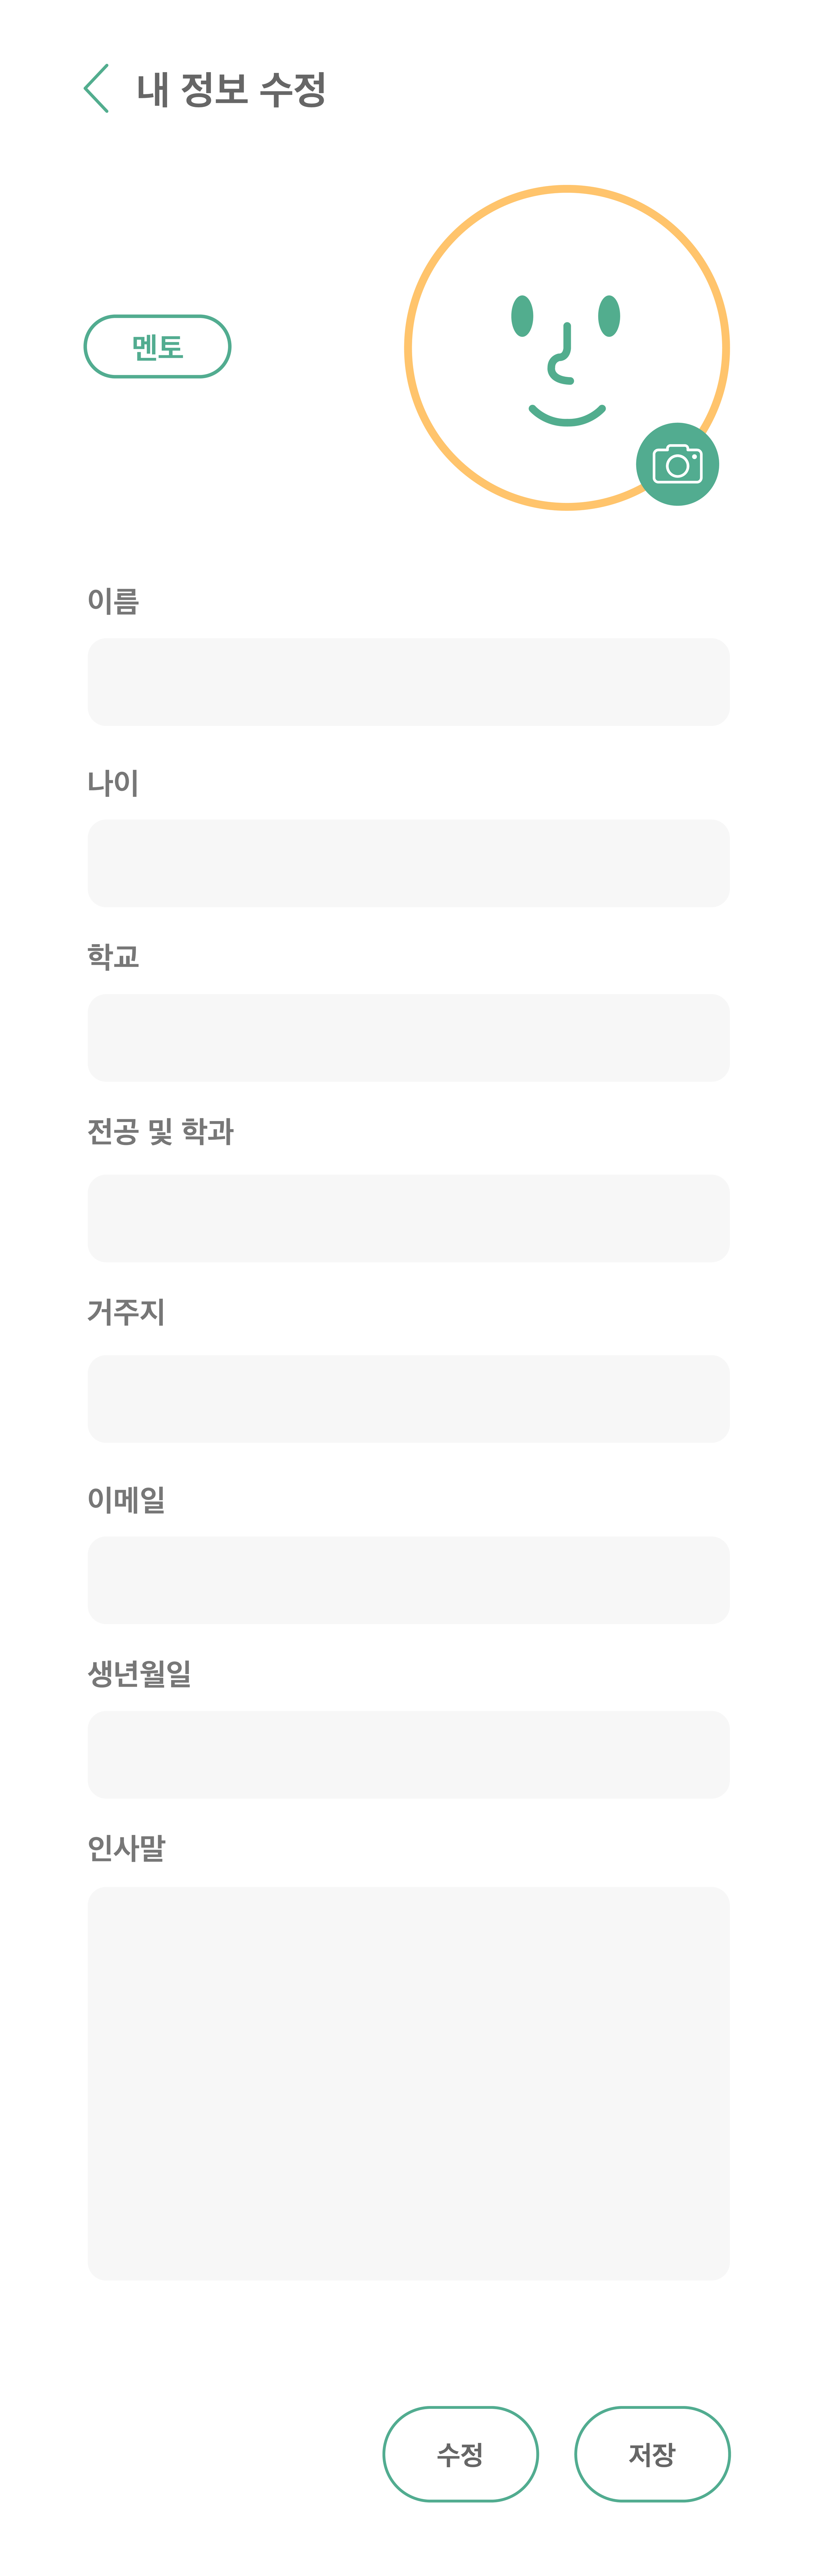 내 정보 수정
멘토
이름
나이
학교
전공 및 학과
거주지
이메일
생년월일
인사말
수정
저장